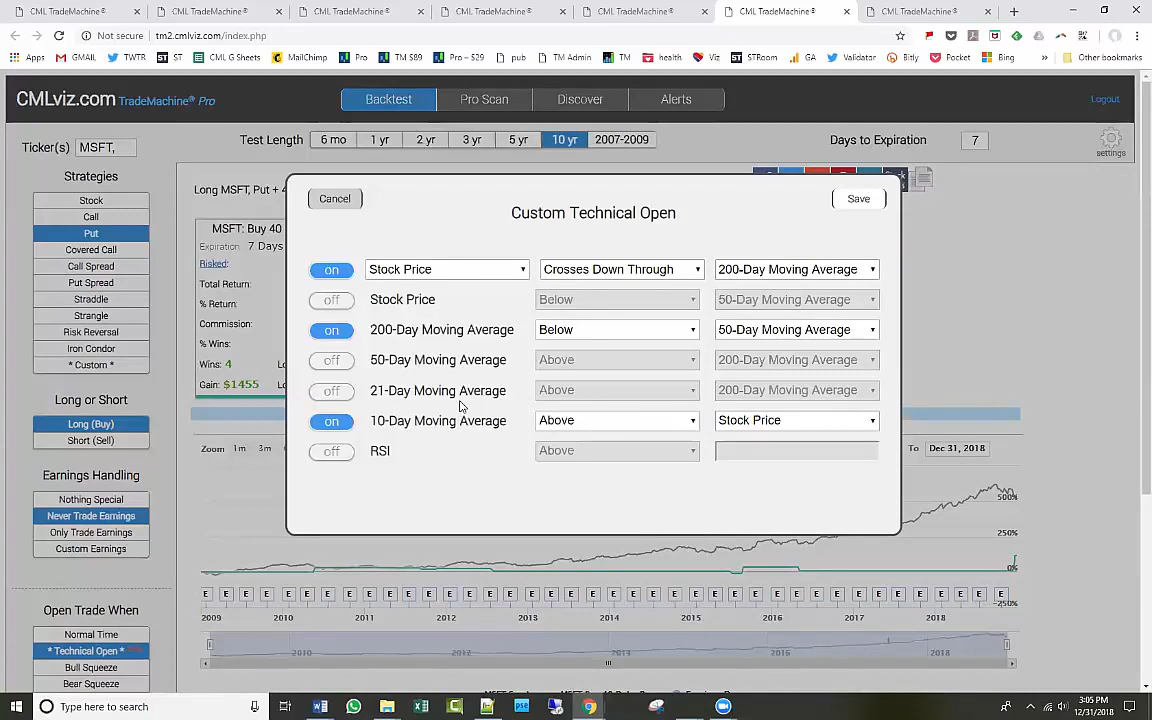 CML TradeMachine® × CML TradeMachine® × CML TradeMachine® × CML TradeMachine® × CML TradeMachine® × CML TradeMachine® × CML TradeMachine® ×
Not secure tm2.cmlviz.com/index.php
Apps GMAIL TWTR ST CML G Sheets MailChimp Pro TM $89 Pro ~ $29 pub TM Admin TM health Viz STRoom GA Validator Bitly Pocket Bing » Other bookmarks
CMLviz.com TradeMachine® Pro Backtest Pro Scan Discover Alerts Logout
Ticker(s) MSFT, Test Length 6 mo 1 yr 2 yr 3 yr 5 yr 10 yr 2007-2009 Days to Expiration 7 settings
Strategies
Stock
Call
Put
Covered Call
Call Spread
Put Spread
Straddle
Strangle
Risk Reversal
Iron Condor
* Custom *
Long or Short
Long (Buy)
Short (Sell)
Earnings Handling
Nothing Special
Never Trade Earnings
Only Trade Earnings
Custom Earnings
Open Trade When
Normal Time
* Technical Open *
Bull Squeeze
Bear Squeeze
Long MSFT, Put + 4
MSFT: Buy 40
Expiration: 7 Days
Risked:
Total Return:
% Return:
Commission:
% Wins:
Wins: 4
Gain: $1455
Cancel Save
Custom Technical Open
on Stock Price Crosses Down Through 200-Day Moving Average
off Stock Price Below 50-Day Moving Average
on 200-Day Moving Average Below 50-Day Moving Average
off 50-Day Moving Average Above 200-Day Moving Average
off 21-Day Moving Average Above 200-Day Moving Average
on 10-Day Moving Average Above Stock Price
off RSI Above
Zoom 1m 3m To Dec 31, 2018
500%
250%
0%
-250%
E E E E E E E E E E E E E E E E E E E E E E E E E E E E E E E E E E E E E E E E
2009 2010 2011 2012 2013 2014 2015 2016 2017 2018
2010 2012 2014 2016 2018
Type here to search
3:05 PM
12/31/2018